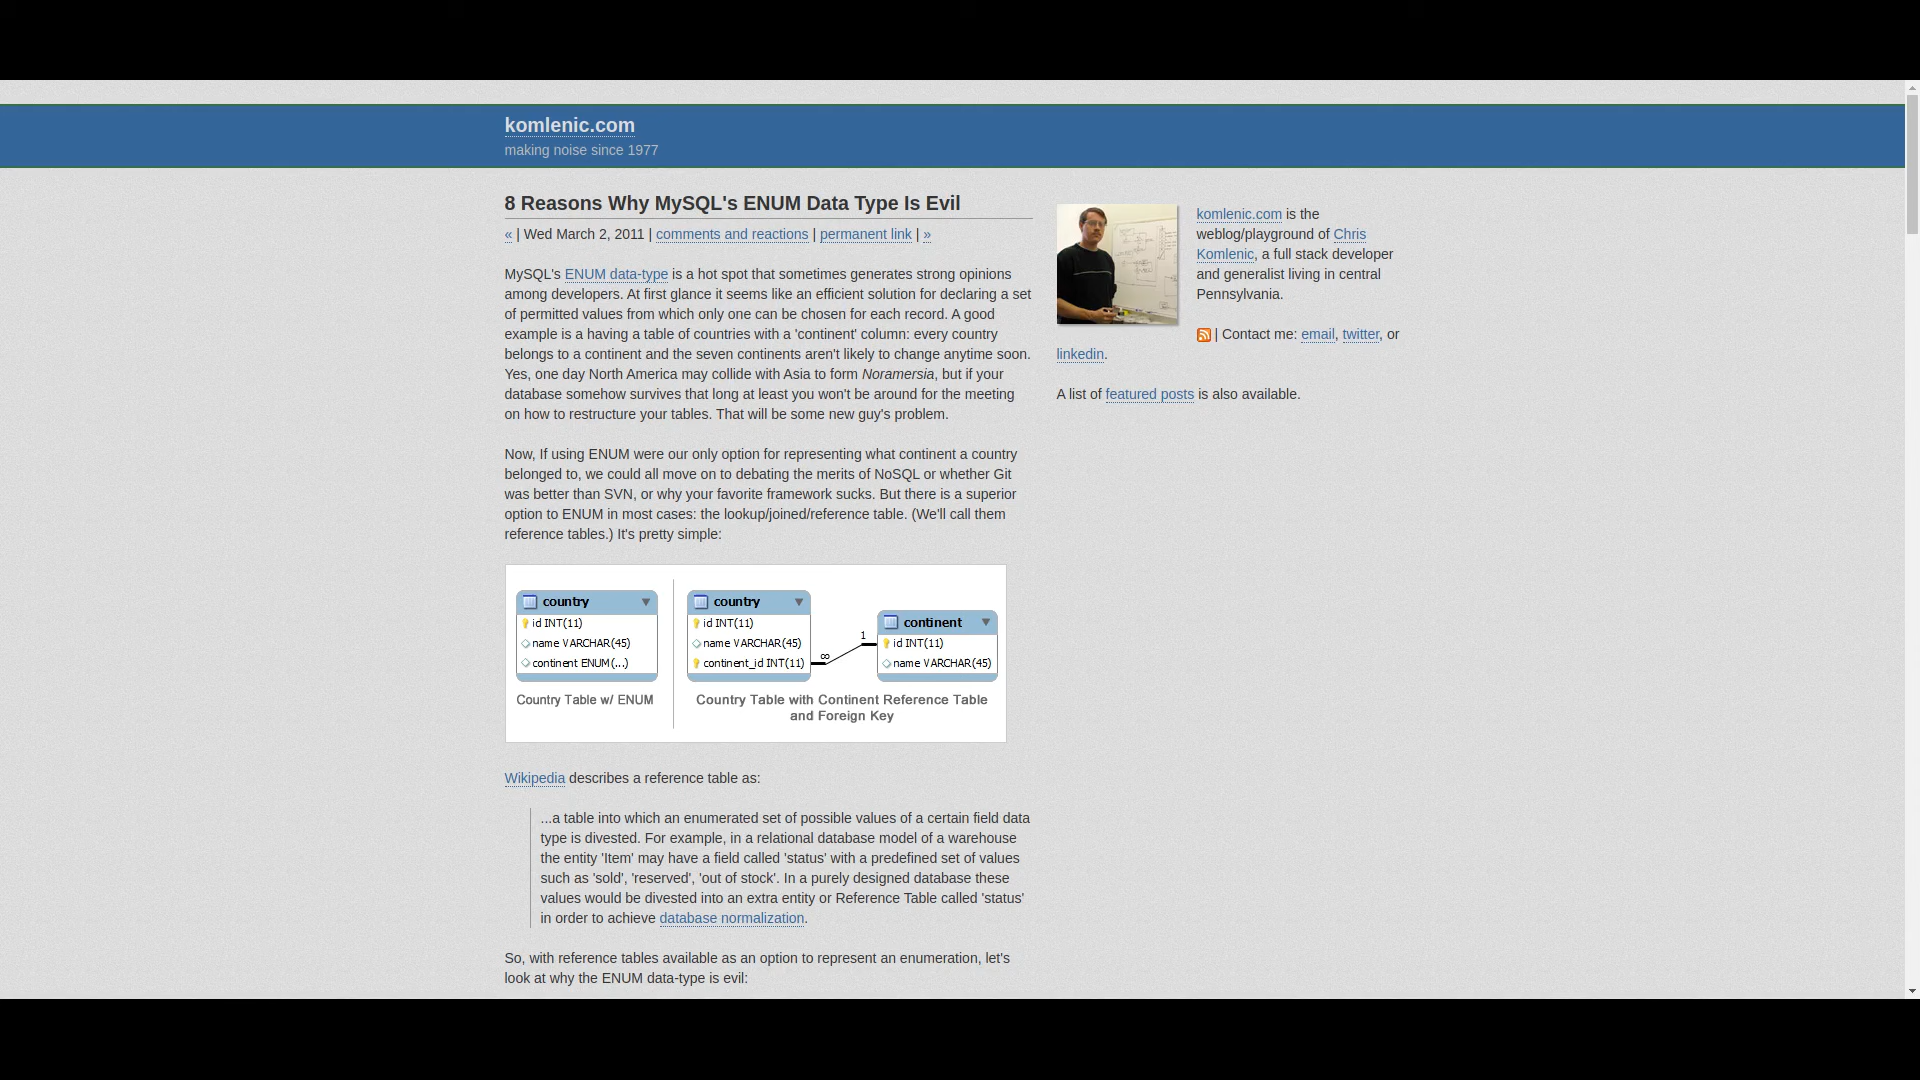 komlenic.com
making noise since 1977
8 Reasons Why MySQL's ENUM Data Type Is Evil
« | Wed March 2, 2011 | comments and reactions | permanent link | »
MySQL's ENUM data-type is a hot spot that sometimes generates strong opinions
among developers. At first glance it seems like an efficient solution for declaring a set
of permitted values from which only one can be chosen for each record. A good
example is a having a table of countries with a 'continent' column: every country
belongs to a continent and the seven continents aren't likely to change anytime soon.
Yes, one day North America may collide with Asia to form Noramersia, but if your
database somehow survives that long at least you won't be around for the meeting
on how to restructure your tables. That will be some new guy's problem.
Now, If using ENUM were our only option for representing what continent a country
belonged to, we could all move on to debating the merits of NoSQL or whether Git
was better than SVN, or why your favorite framework sucks. But there is a superior
option to ENUM in most cases: the lookup/joined/reference table. (We'll call them
reference tables.) It's pretty simple:
country
id INT(11)
name VARCHAR(45)
continent ENUM(...)
Country Table w/ ENUM
country
id INT(11)
name VARCHAR(45)
continent_id INT(11)
∞
1
continent
id INT(11)
name VARCHAR(45)
Country Table with Continent Reference Table
and Foreign Key
Wikipedia describes a reference table as:
...a table into which an enumerated set of possible values of a certain field data
type is divested. For example, in a relational database model of a warehouse
the entity 'Item' may have a field called 'status' with a predefined set of values
such as 'sold', 'reserved', 'out of stock'. In a purely designed database these
values would be divested into an extra entity or Reference Table called 'status'
in order to achieve database normalization.
So, with reference tables available as an option to represent an enumeration, let's
look at why the ENUM data-type is evil:
komlenic.com is the
weblog/playground of Chris
Komlenic, a full stack developer
and generalist living in central
Pennsylvania.
| Contact me: email, twitter, or
linkedin.
A list of featured posts is also available.